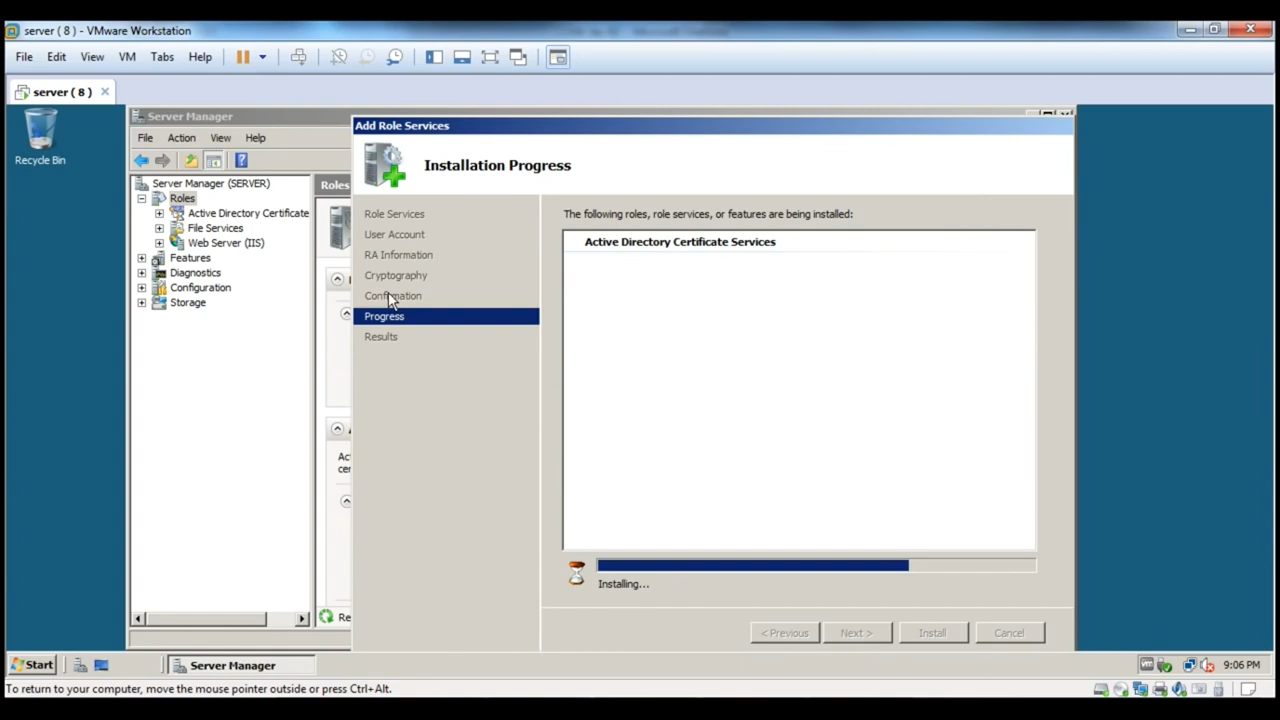 server ( 8 ) - VMware Workstation
File Edit View VM Tabs Help
server ( 8 )
Recycle Bin
Server Manager
File Action View Help
Server Manager (SERVER)
Roles
Active Directory Certificate
File Services
Web Server (IIS)
Features
Diagnostics
Configuration
Storage
Roles
Act
cer
Re
Add Role Services
Installation Progress
Role Services
User Account
RA Information
Cryptography
Confirmation
Progress
Results
The following roles, role services, or features are being installed:
Active Directory Certificate Services
Installing...
< Previous Next > Install Cancel
Start Server Manager 9:06 PM
To return to your computer, move the mouse pointer outside or press Ctrl+Alt.